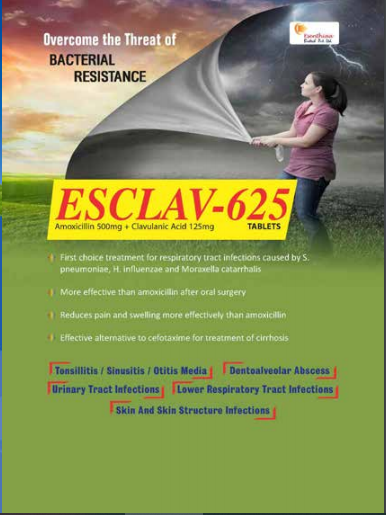 Overcome the Threat of
BACTERIAL
RESISTANCE
ESCLAV-625
Amoxicillin 500mg + Clavulanic Acid 125mg TABLETS
First choice treatment for respiratory tract infections caused by S.
pneumoniae, H. influenzae and Moraxella catarrhalis
More effective than amoxicillin after oral surgery
Reduces pain and swelling more effectively than amoxicillin
Effective alternative to cefotaxime for treatment of cirrhosis
Tonsillitis / Sinusitis / Otitis Media
Dentoalveolar Abscess
Urinary Tract Infections
Lower Respiratory Tract Infections
Skin And Skin Structure Infections